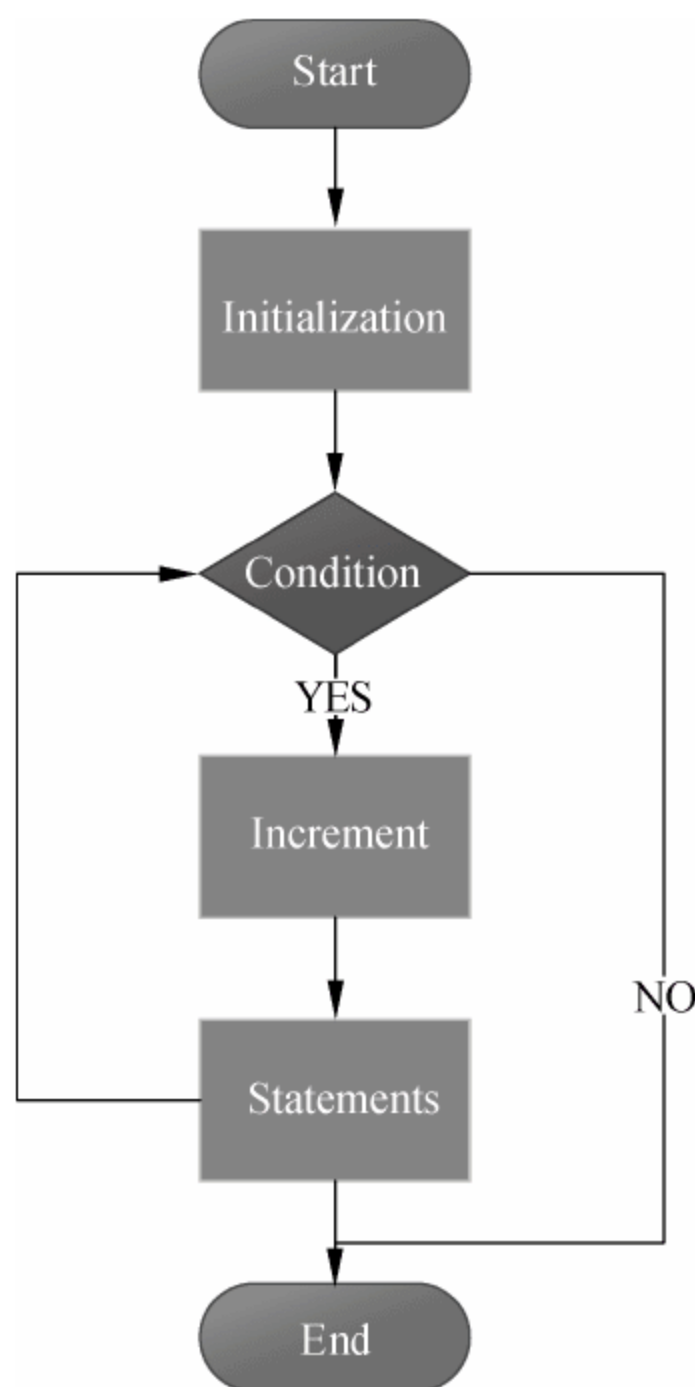 Start
Initialization
Condition
YES
Increment
NO
Statements
End